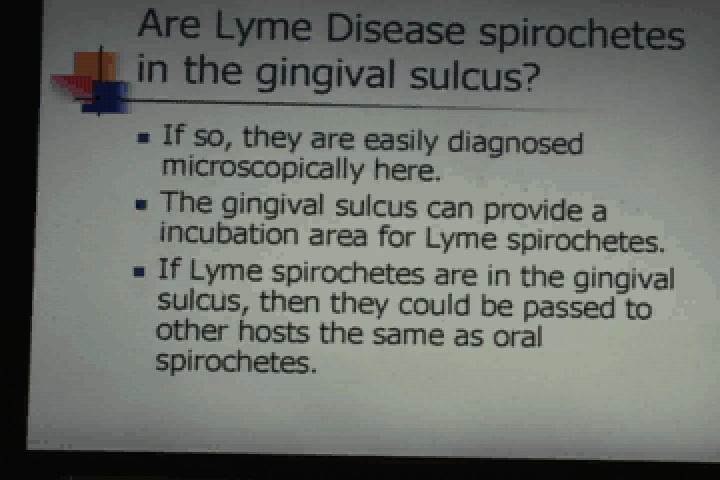 Are Lyme Disease spirochetes
in the gingival sulcus?
If so, they are easily diagnosed
microscopically here.
The gingival sulcus can provide a
incubation area for Lyme spirochetes.
If Lyme spirochetes are in the gingival
sulcus, then they could be passed to
other hosts the same as oral
spirochetes.